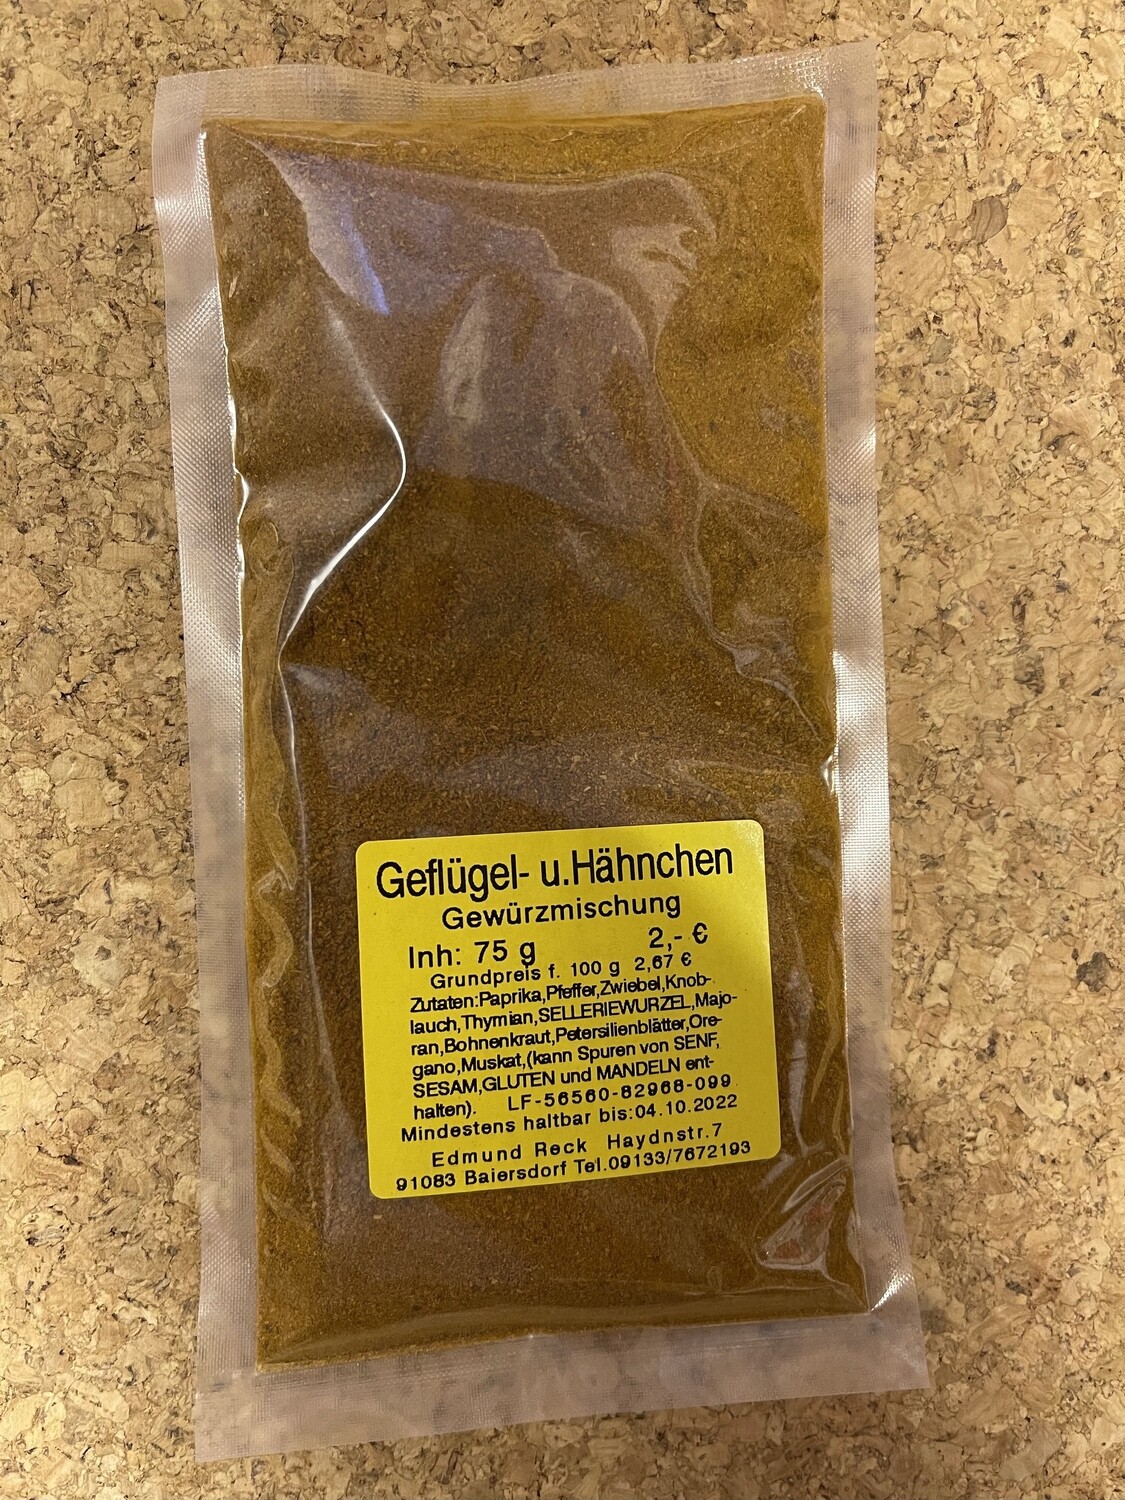 Geflügel- u.Hähnchen
Gewürzmischung
Inh: 75 g 2,- €
Grundpreis f. 100 g 2,67 €
Zutaten:Paprika,Pfeffer,Zwiebel,Knob-
lauch,Thymian,SELLERIEWURZEL,Majo-
ran,Bohnenkraut,Petersilienblätter,Ore-
gano,Muskat,(kann Spuren von SENF,
SESAM,GLUTEN und MANDELN ent-
halten). LF-56560-82968-099
Mindestens haltbar bis:04.10.2022
Edmund Reck Haydnstr.7
91083 Baiersdorf Tel.09133/7672193